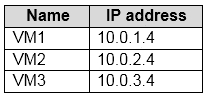 Name IP address
VM1 10.0.1.4
VM2 10.0.2.4
VM3 10.0.3.4